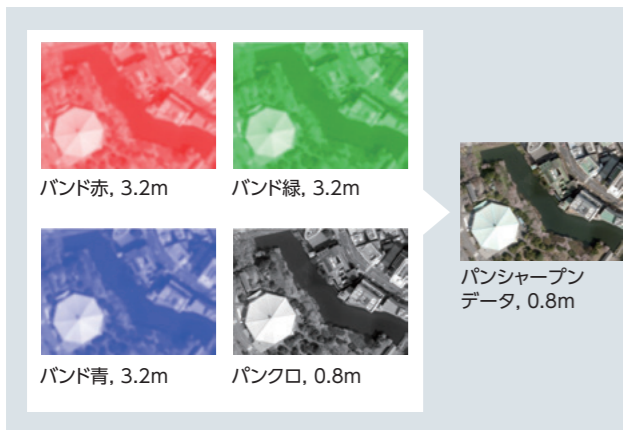 バンド赤, 3.2m
バンド緑, 3.2m
バンド青, 3.2m
パンクロ, 0.8m
パンシャープン
データ, 0.8m